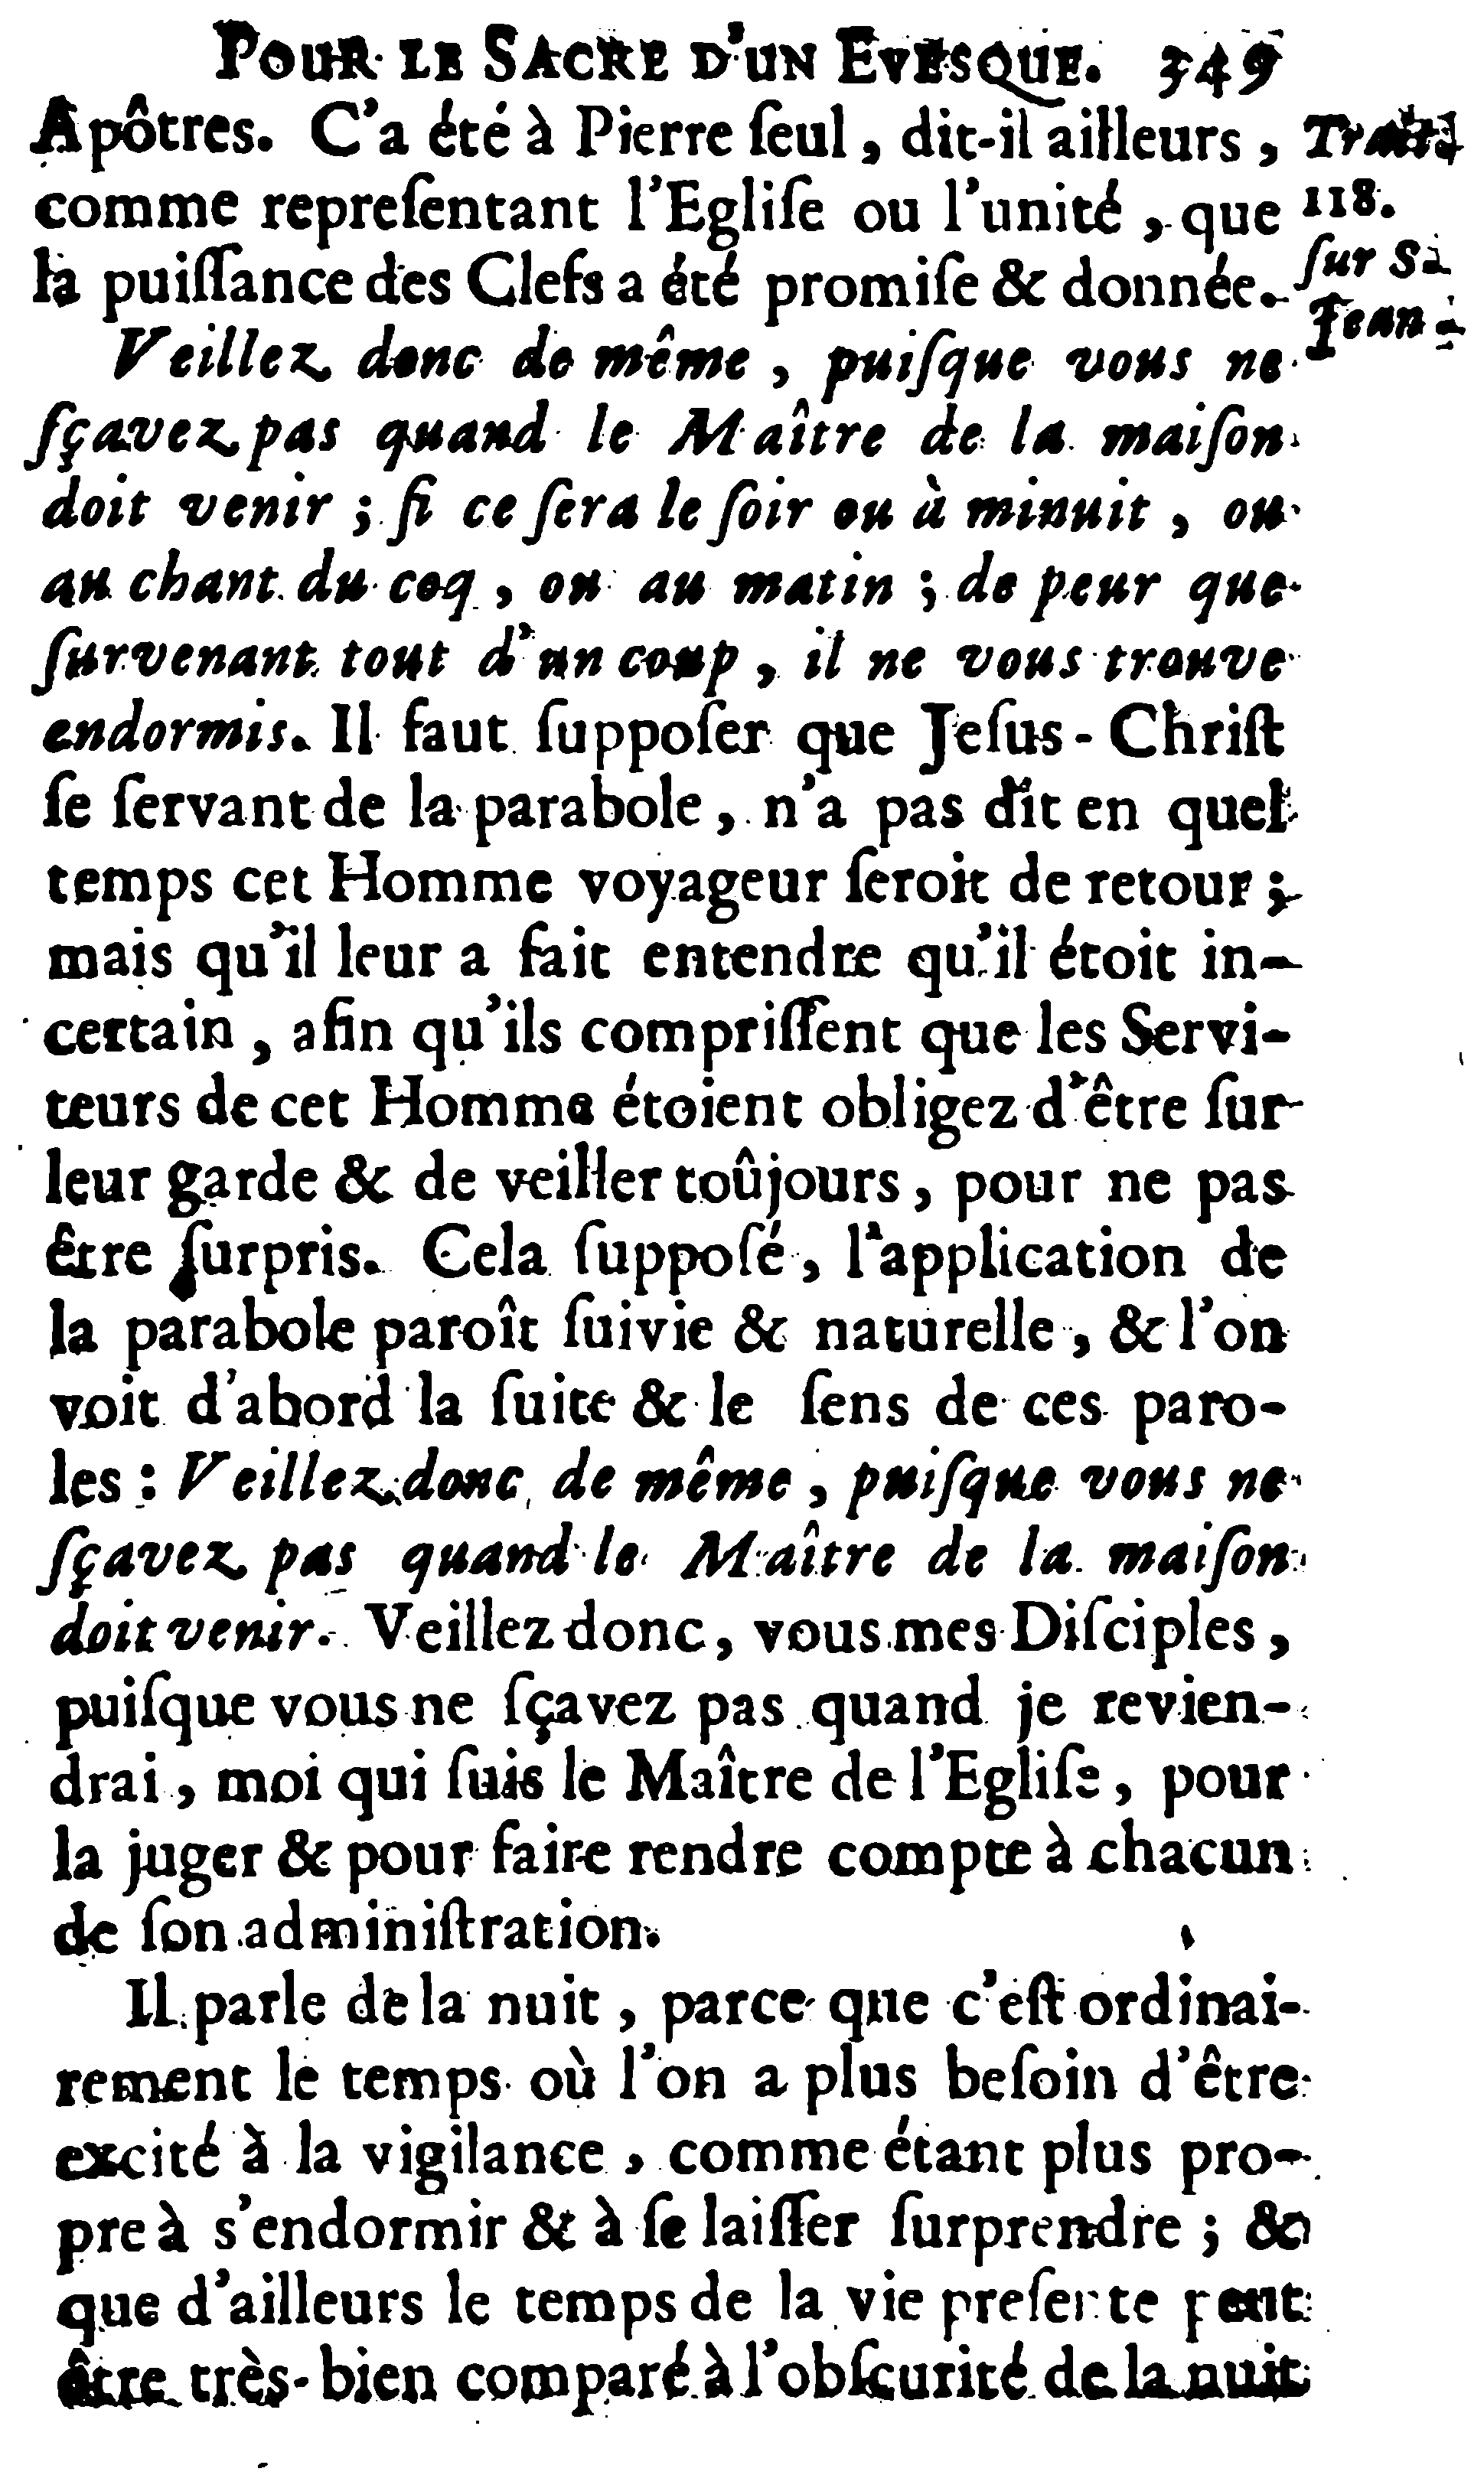 POUR LE SACRE D'UN EVESQUE. 349
Apôtres. C'a été à Pierre ſeul, dit-il ailleurs,
comme repreſentant l'Egliſe ou l'unité, que
la puiſſance des Clefs a été promiſe & donnée.
Trait.
118.
ſur S.
Jean.
Veillez donc de même, puiſque vous ne
ſçavez pas quand le Maître de la maiſon
doit venir ; ſi ce ſera le ſoir ou à minuit, ou
au chant du coq, ou au matin ; de peur que
ſurvenant tout d'un coup, il ne vous trouve
endormis. Il faut ſuppoſer que Jeſus-Chriſt
ſe ſervant de la parabole, n'a pas dit en quel
temps cet Homme voyageur ſeroit de retour ;
mais qu'il leur a fait entendre qu'il étoit in-
certain, afin qu'ils compriſſent que les Servi-
teurs de cet Homme étoient obligez d'être ſur
leur garde & de veiller toûjours, pour ne pas
être ſurpris. Cela ſuppoſé, l'application de
la parabole paroît ſuivie & naturelle, & l'on
voit d'abord la ſuite & le ſens de ces paro-
les : Veillez donc de même, puiſque vous ne
ſçavez pas quand le Maître de la maiſon
doit venir. Veillez donc, vous mes Diſciples,
puiſque vous ne ſçavez pas quand je revien-
drai, moi qui ſuis le Maître de l'Egliſe, pour
la juger & pour faire rendre compte à chacun
de ſon adminiſtration.
Il parle de la nuit, parce que c'eſt ordinai-
rement le temps où l'on a plus beſoin d'être
excité à la vigilance, comme étant plus pro-
pre à s'endormir & à ſe laiſſer ſurprendre ; &
que d'ailleurs le temps de la vie preſente peut
être très-bien comparé à l'obſcurité de la nuit